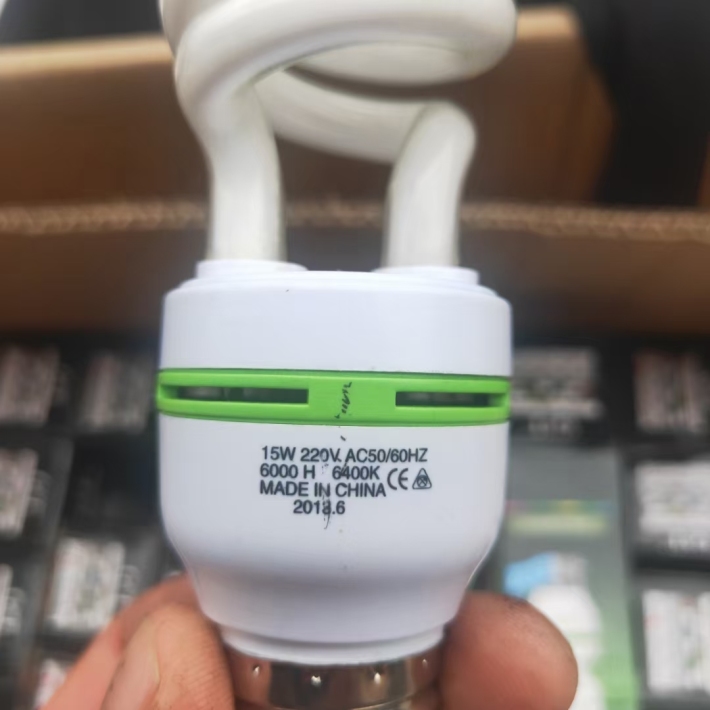 15W 220V AC50/60HZ
6000 H 6400K
MADE IN CHINA CE
2018.6